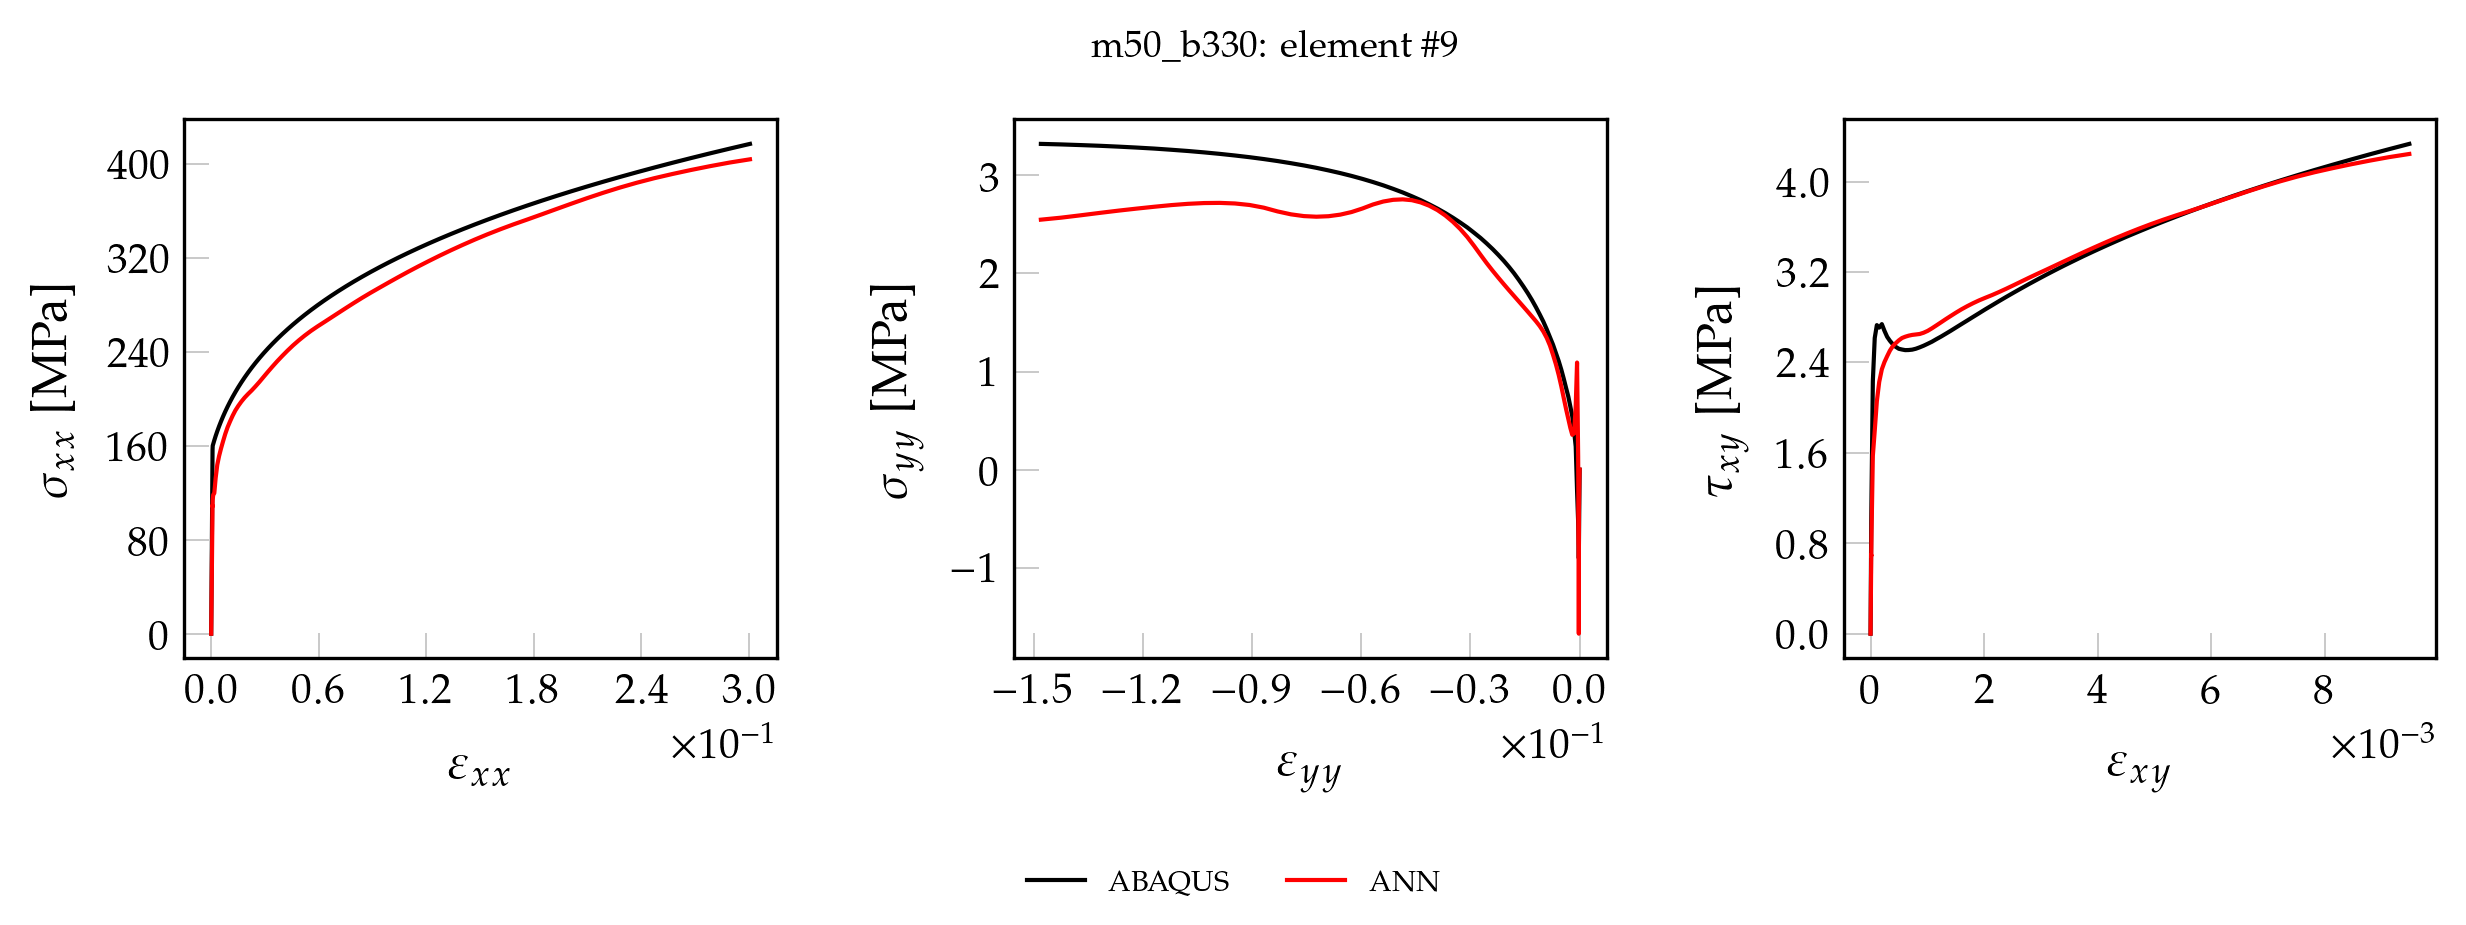 m50_b330: element #9
σxx [MPa]
400
320
240
160
80
0
0.0 0.6 1.2 1.8 2.4 3.0
×10−1
εxx
σyy [MPa]
3
2
1
0
−1
−1.5 −1.2 −0.9 −0.6 −0.3 0.0
×10−1
εyy
τxy [MPa]
4.0
3.2
2.4
1.6
0.8
0.0
0 2 4 6 8
×10−3
εxy
ABAQUS ANN